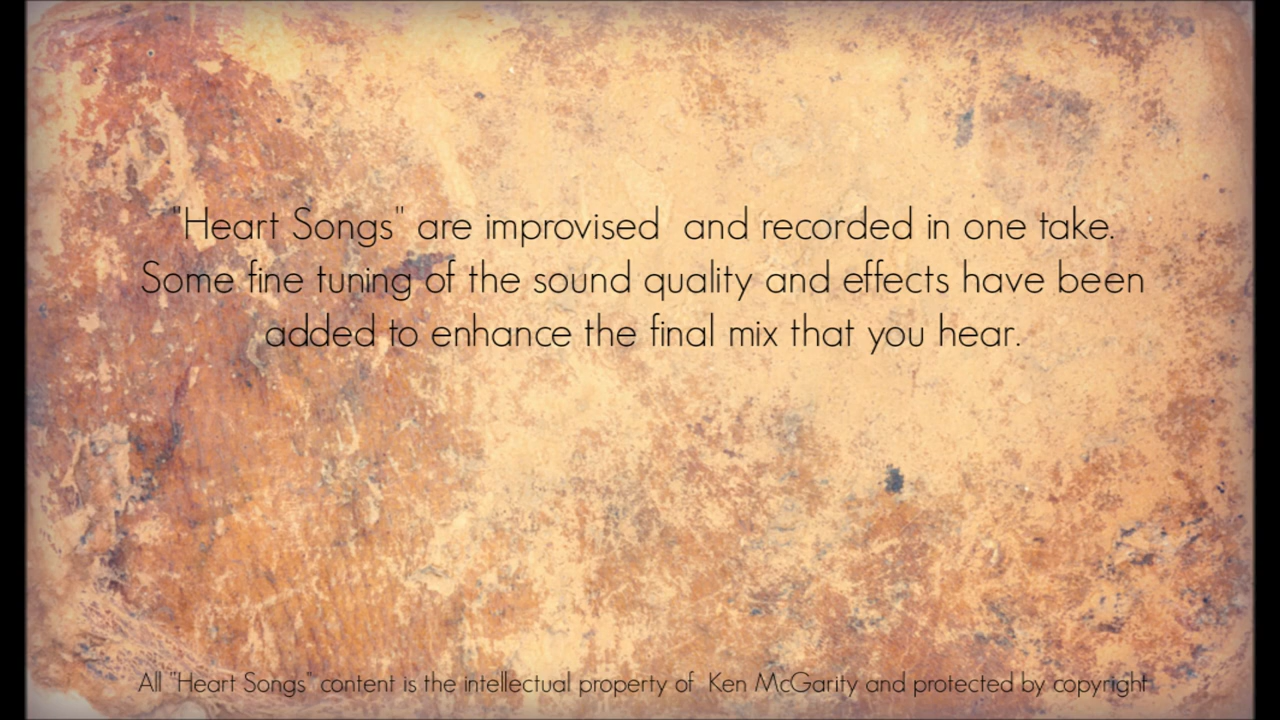 "Heart Songs" are improvised  and recorded in one take.
Some fine tuning of the sound quality and effects have been
added to enhance the final mix that you hear.
All "Heart Songs" content is the intellectual property of  Ken McGarity and protected by copyright